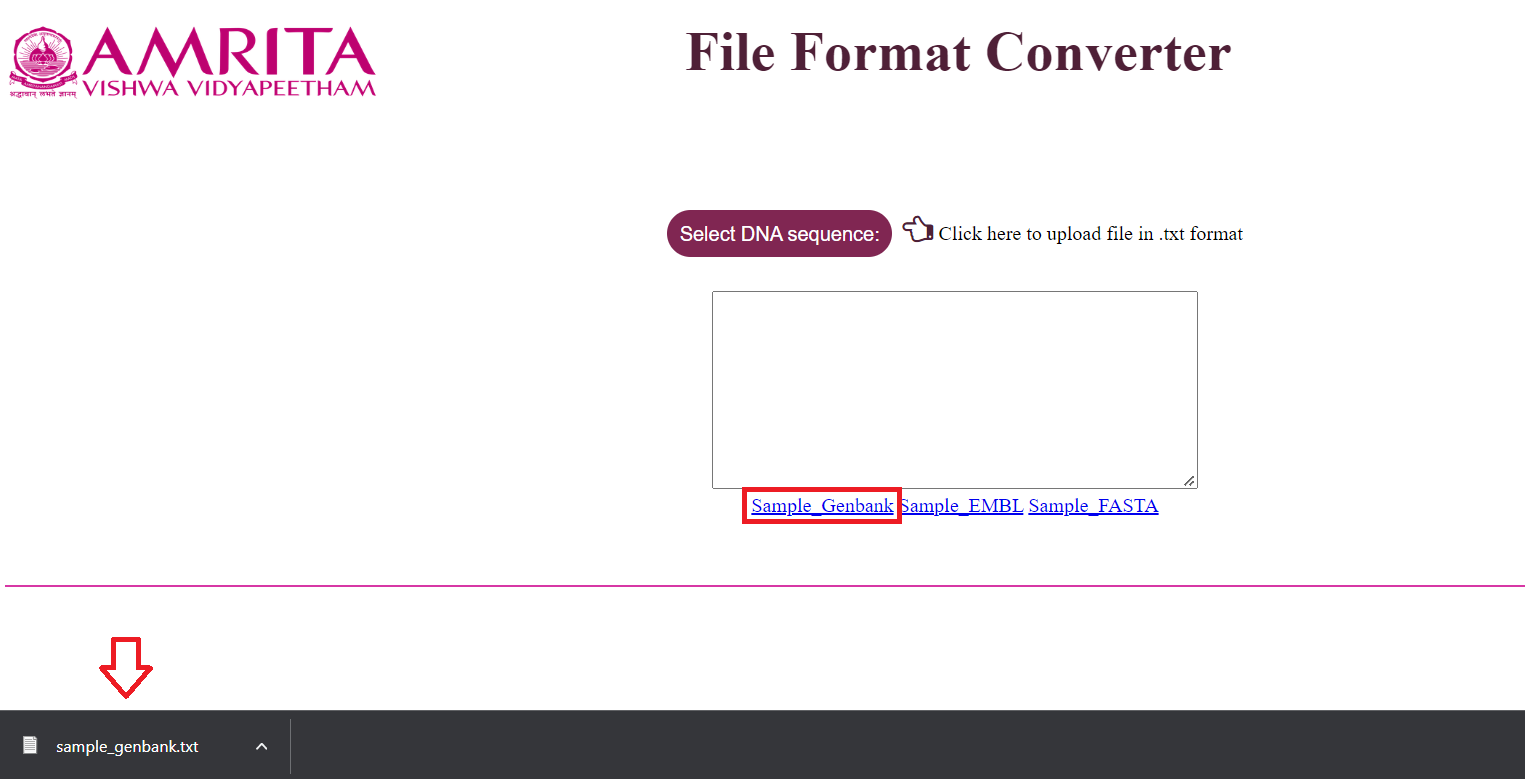 AMRITA
VISHWA VIDYAPEETHAM
श्रद्धावान् लभते ज्ञानम्
File Format Converter
Select DNA sequence:
Click here to upload file in .txt format
Sample_Genbank Sample_EMBL Sample_FASTA
sample_genbank.txt